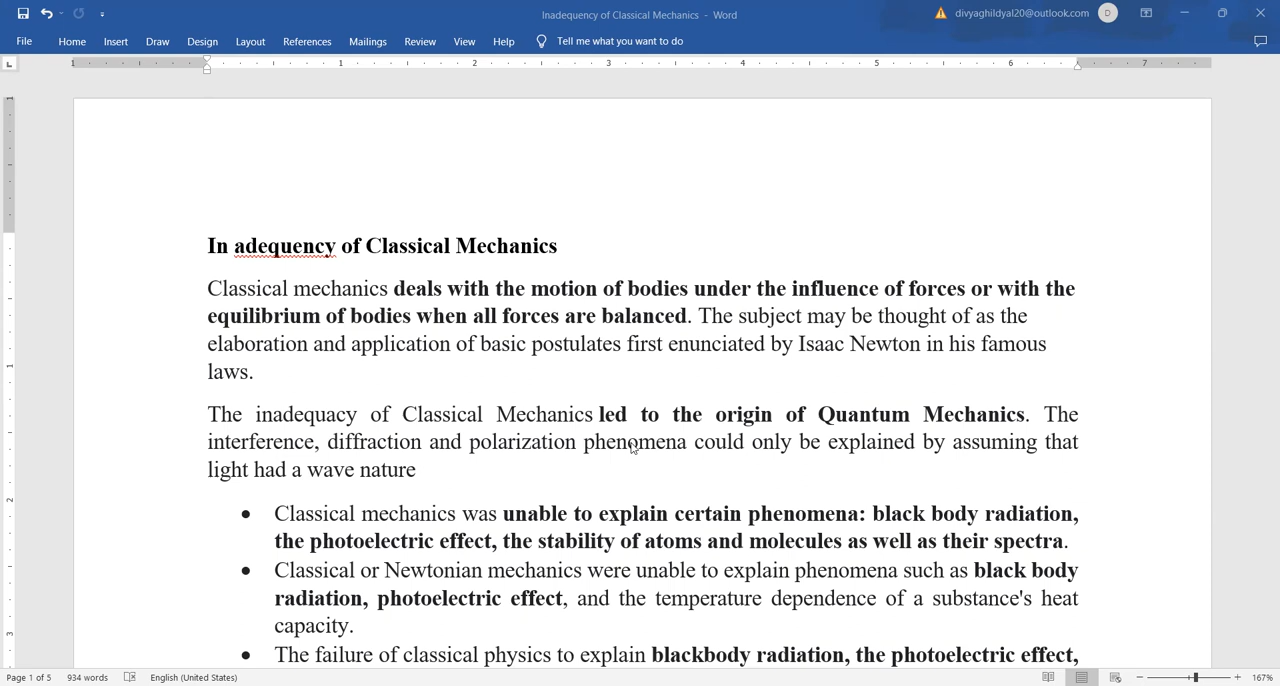 Inadequency of Classical Mechanics - Word
divyaghildyal20@outlook.com
D
File Home Insert Draw Design Layout References Mailings Review View Help Tell me what you want to do
1 1 2 3 4 5 6 7
In adequency of Classical Mechanics
Classical mechanics deals with the motion of bodies under the influence of forces or with the
equilibrium of bodies when all forces are balanced. The subject may be thought of as the
elaboration and application of basic postulates first enunciated by Isaac Newton in his famous
laws.
The inadequacy of Classical Mechanics led to the origin of Quantum Mechanics. The
interference, diffraction and polarization phenomena could only be explained by assuming that
light had a wave nature
• Classical mechanics was unable to explain certain phenomena: black body radiation,
the photoelectric effect, the stability of atoms and molecules as well as their spectra.
• Classical or Newtonian mechanics were unable to explain phenomena such as black body
radiation, photoelectric effect, and the temperature dependence of a substance's heat
capacity.
• The failure of classical physics to explain blackbody radiation, the photoelectric effect,
Page 1 of 5 934 words English (United States) 167%